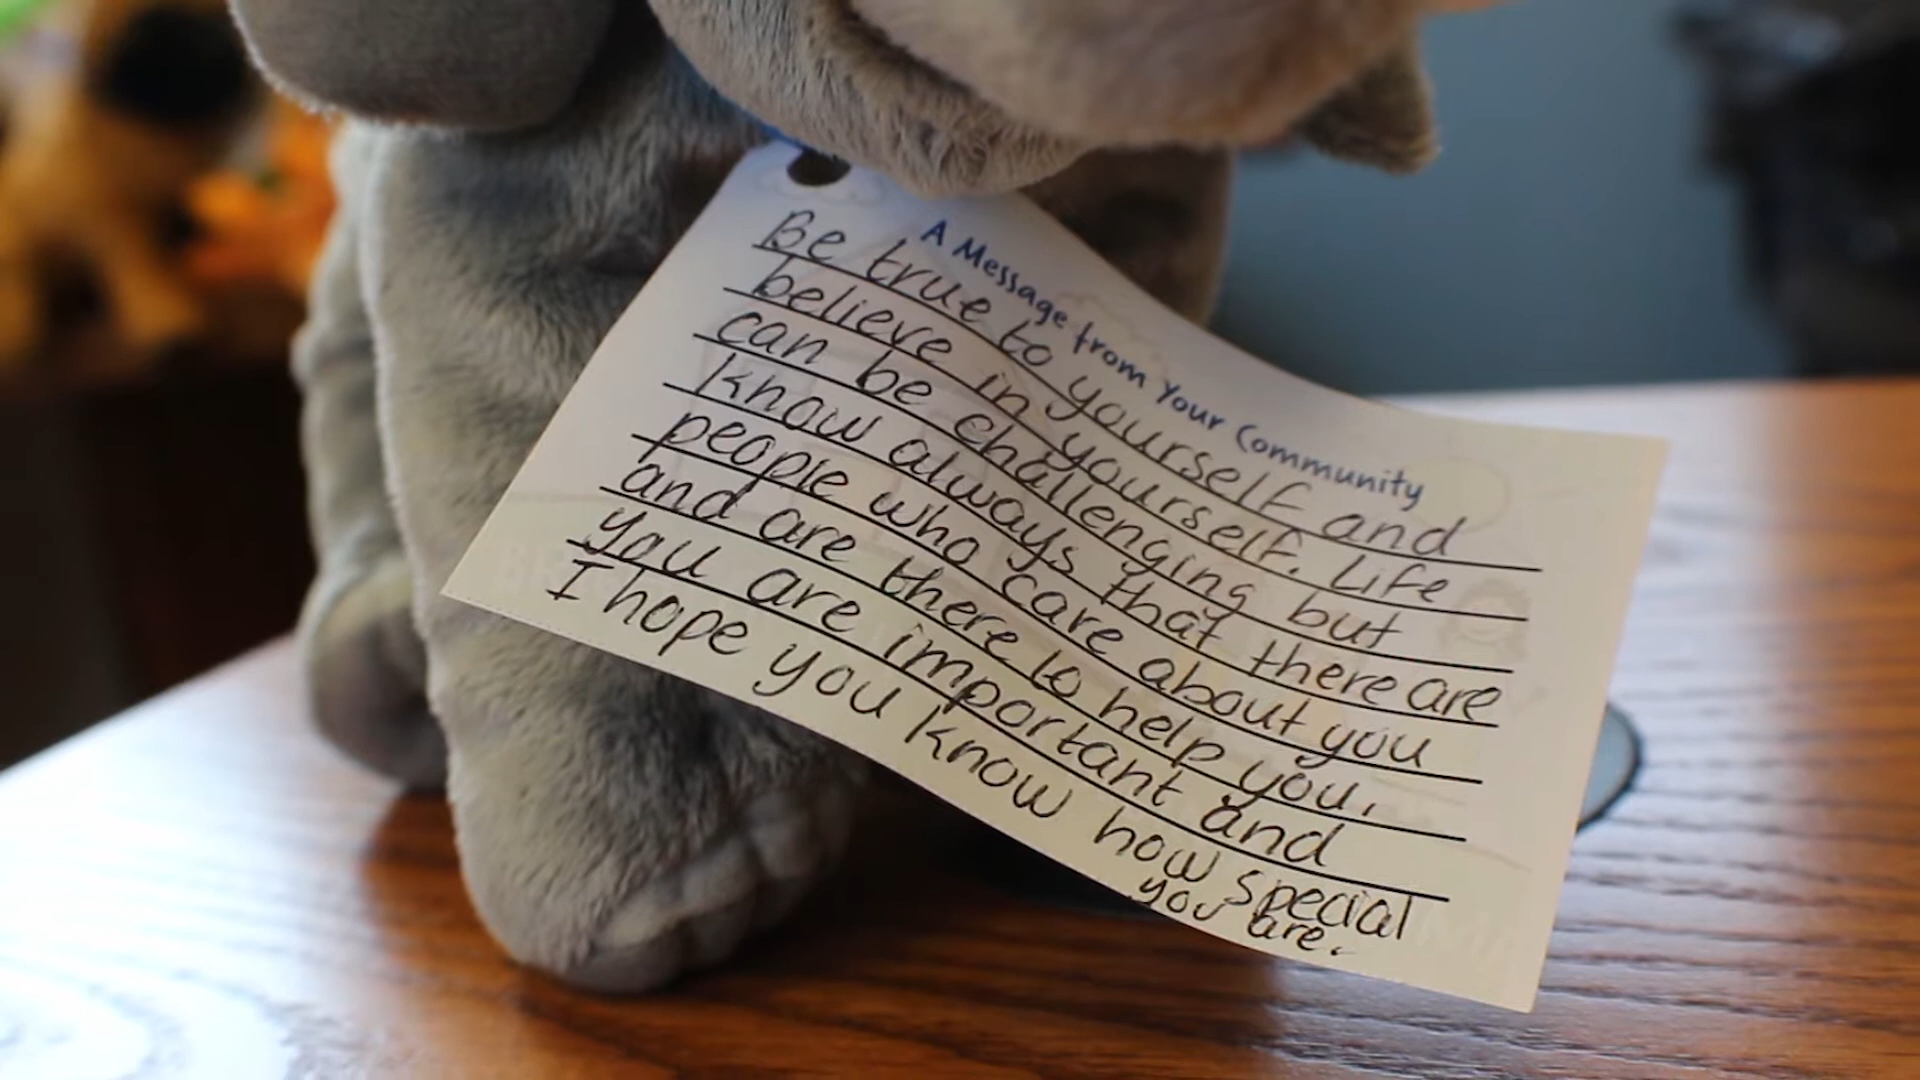 A Message from Your Community
Be true to yourself and
believe in yourself. Life
can be challenging but
know always that there are
people who care about you
and are there to help you.
you are important and
I hope you know how special
you are.